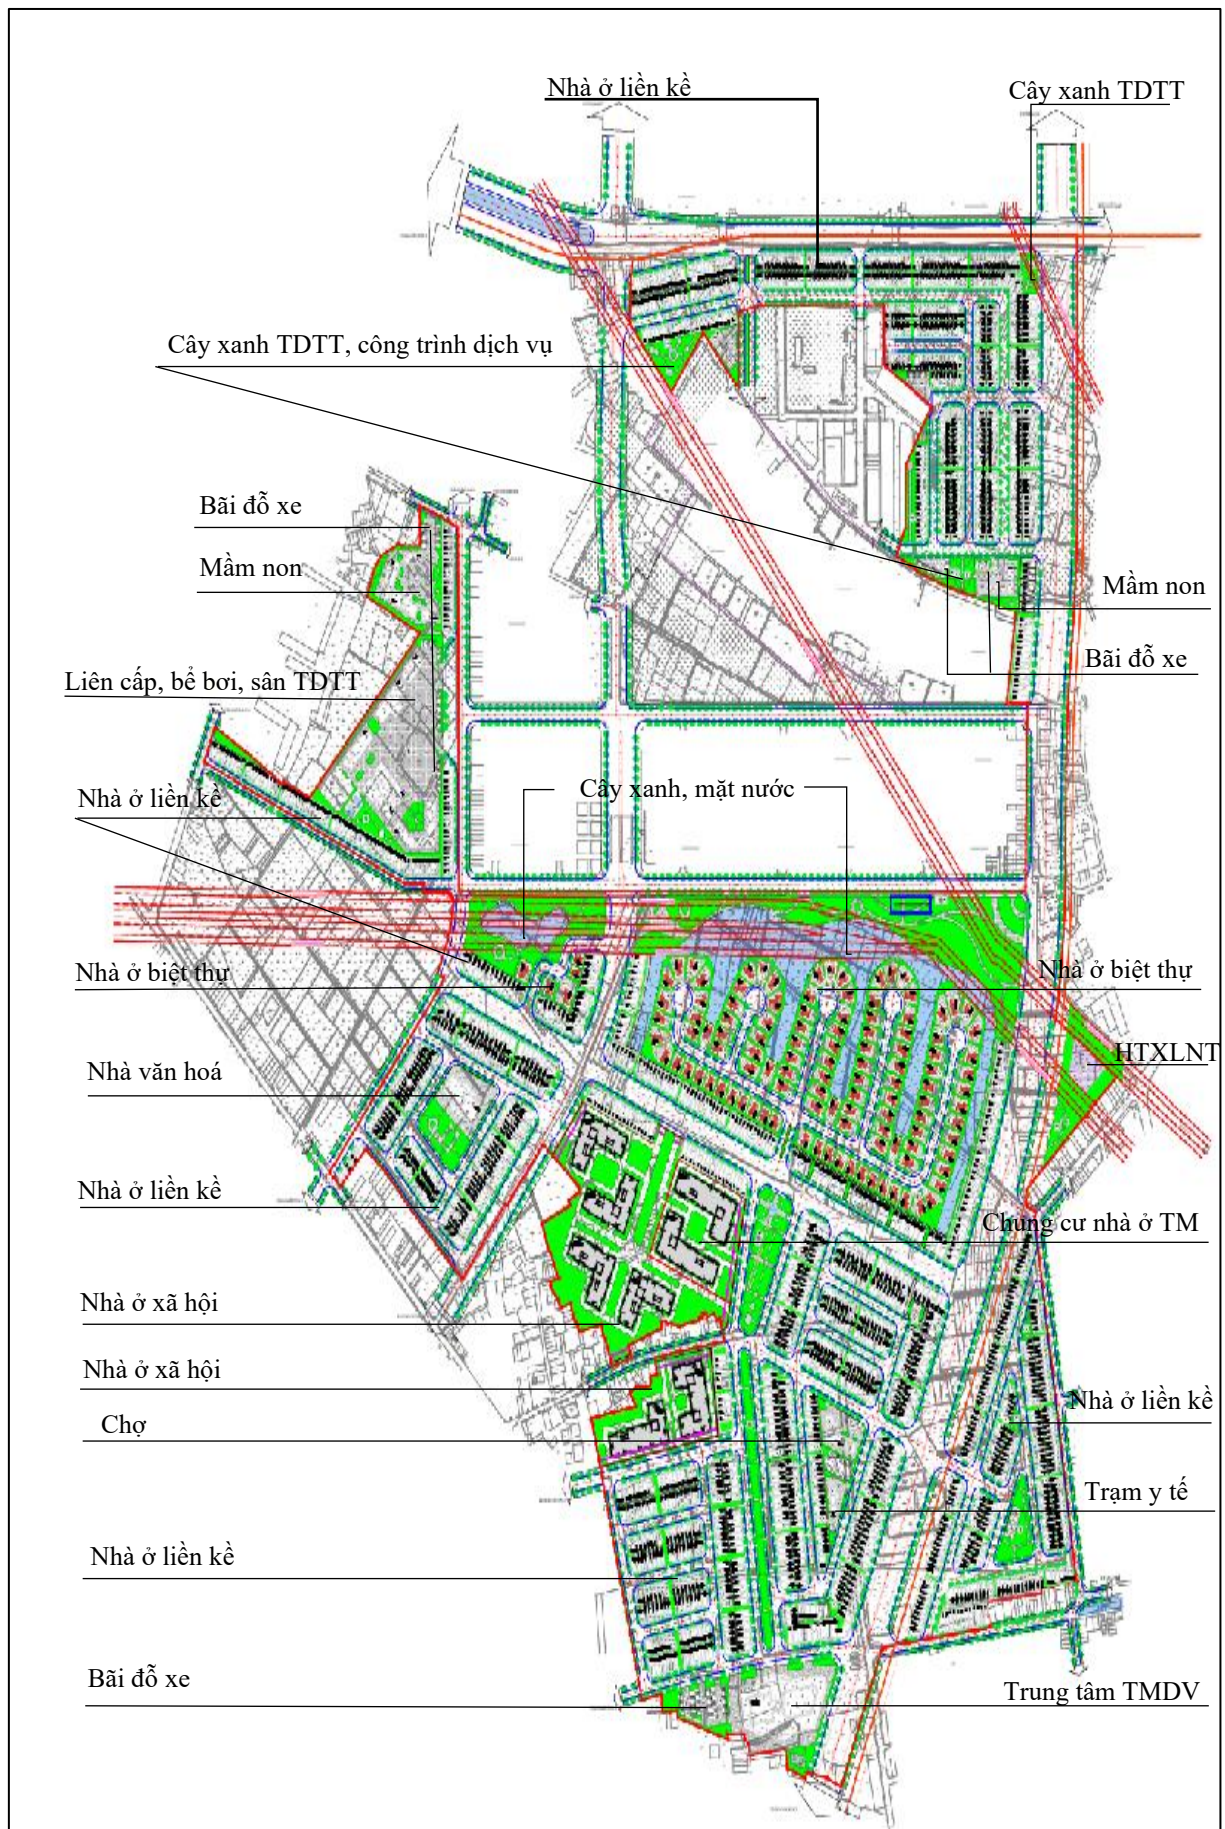 Nhà ở liền kề
Cây xanh TDTT
Cây xanh TDTT, công trình dịch vụ
Bãi đỗ xe
Mầm non
Mầm non
Bãi đỗ xe
Liên cấp, bể bơi, sân TDTT
Nhà ở liền kề
Cây xanh, mặt nước
Nhà ở biệt thự
Nhà ở biệt thự
HTXLNT
Nhà văn hoá
Nhà ở liền kề
Chung cư nhà ở TM
Nhà ở xã hội
Nhà ở xã hội
Nhà ở liền kề
Chợ
Trạm y tế
Nhà ở liền kề
Bãi đỗ xe
Trung tâm TMDV